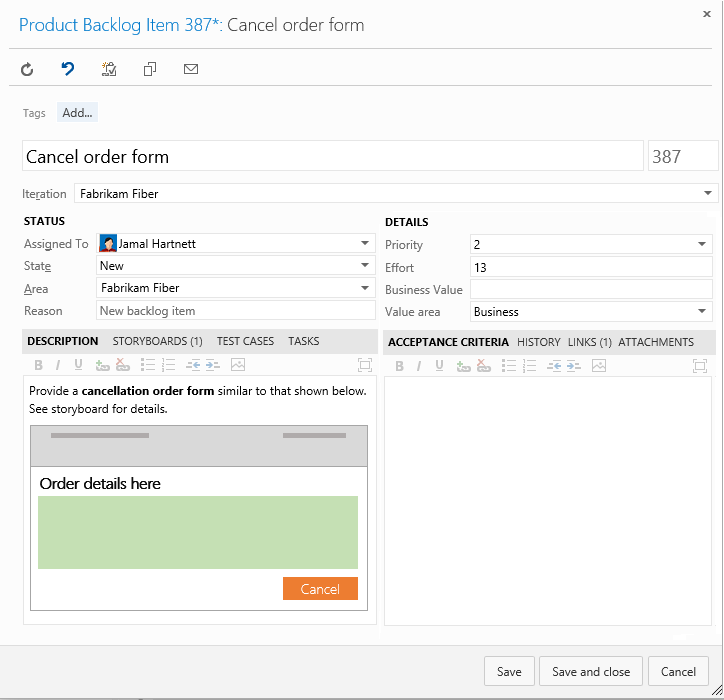 Product Backlog Item 387*: Cancel order form
Tags Add...
Cancel order form 387
Iteration Fabrikam Fiber
STATUS
Assigned To Jamal Hartnett
State New
Area Fabrikam Fiber
Reason New backlog item
DETAILS
Priority 2
Effort 13
Business Value
Value area Business
DESCRIPTION STORYBOARDS (1) TEST CASES TASKS
B I U
Provide a cancellation order form similar to that shown below.
See storyboard for details.
Order details here
Cancel
ACCEPTANCE CRITERIA HISTORY LINKS (1) ATTACHMENTS
B I U
Save Save and close Cancel